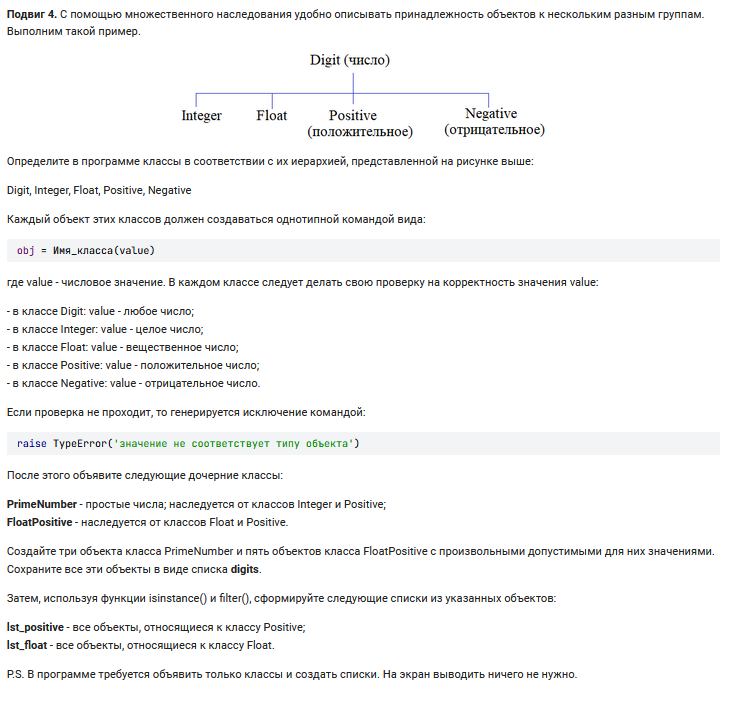 Подвиг 4. С помощью множественного наследования удобно описывать принадлежность объектов к нескольким разным группам.
Выполним такой пример.
Digit (число)
Integer Float Positive Negative
(положительное) (отрицательное)
Определите в программе классы в соответствии с их иерархией, представленной на рисунке выше:
Digit, Integer, Float, Positive, Negative
Каждый объект этих классов должен создаваться однотипной командой вида:
obj = Имя_класса(value)
где value - числовое значение. В каждом классе следует делать свою проверку на корректность значения value:
- в классе Digit: value - любое число;
- в классе Integer: value - целое число;
- в классе Float: value - вещественное число;
- в классе Positive: value - положительное число;
- в классе Negative: value - отрицательное число.
Если проверка не проходит, то генерируется исключение командой:
raise TypeError('значение не соответствует типу объекта')
После этого объявите следующие дочерние классы:
PrimeNumber - простые числа; наследуется от классов Integer и Positive;
FloatPositive - наследуется от классов Float и Positive.
Создайте три объекта класса PrimeNumber и пять объектов класса FloatPositive с произвольными допустимыми для них значениями.
Сохраните все эти объекты в виде списка digits.
Затем, используя функции isinstance() и filter(), сформируйте следующие списки из указанных объектов:
lst_positive - все объекты, относящиеся к классу Positive;
lst_float - все объекты, относящиеся к классу Float.
P.S. В программе требуется объявить только классы и создать списки. На экран выводить ничего не нужно.